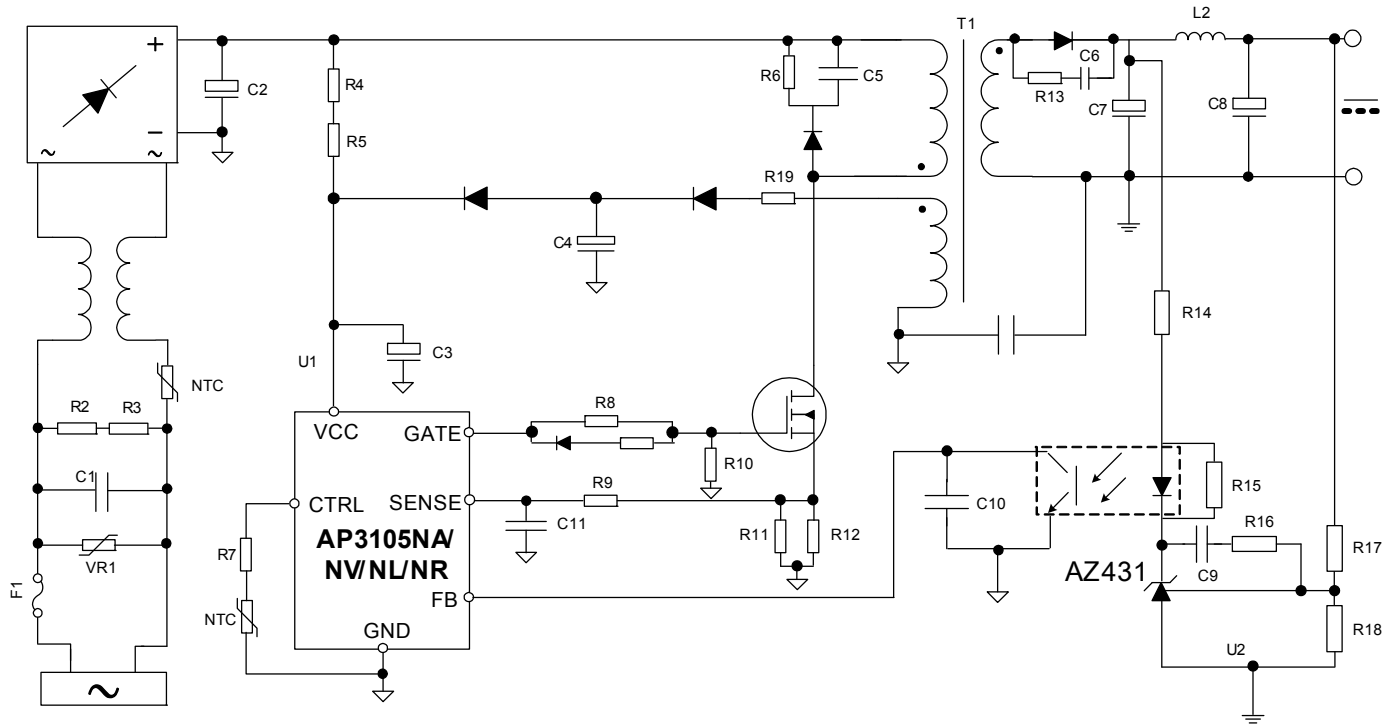 T1
L2
+
R4
C2
R6
C5
C6
R13
C7
C8
R5
−
~
~
R19
C4
R14
U1
C3
NTC
R2
R3
R8
VCC
GATE
R10
C1
CTRL
SENSE
R9
C10
R15
C11
R11
R12
R16
AP3105NA/
NV/NL/NR
R7
VR1
C9
R17
AZ431
F1
FB
NTC
GND
R18
U2
~